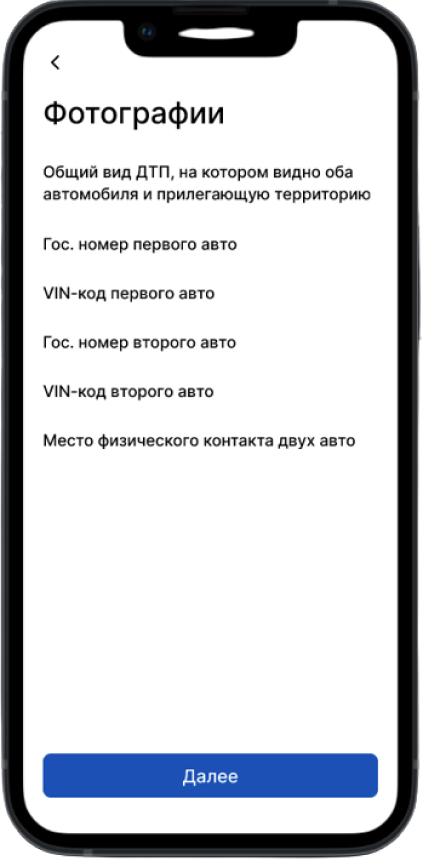 Фотографии
Общий вид ДТП, на котором видно оба
автомобиля и прилегающую территорию
Гос. номер первого авто
VIN-код первого авто
Гос. номер второго авто
VIN-код второго авто
Место физического контакта двух авто
Далее